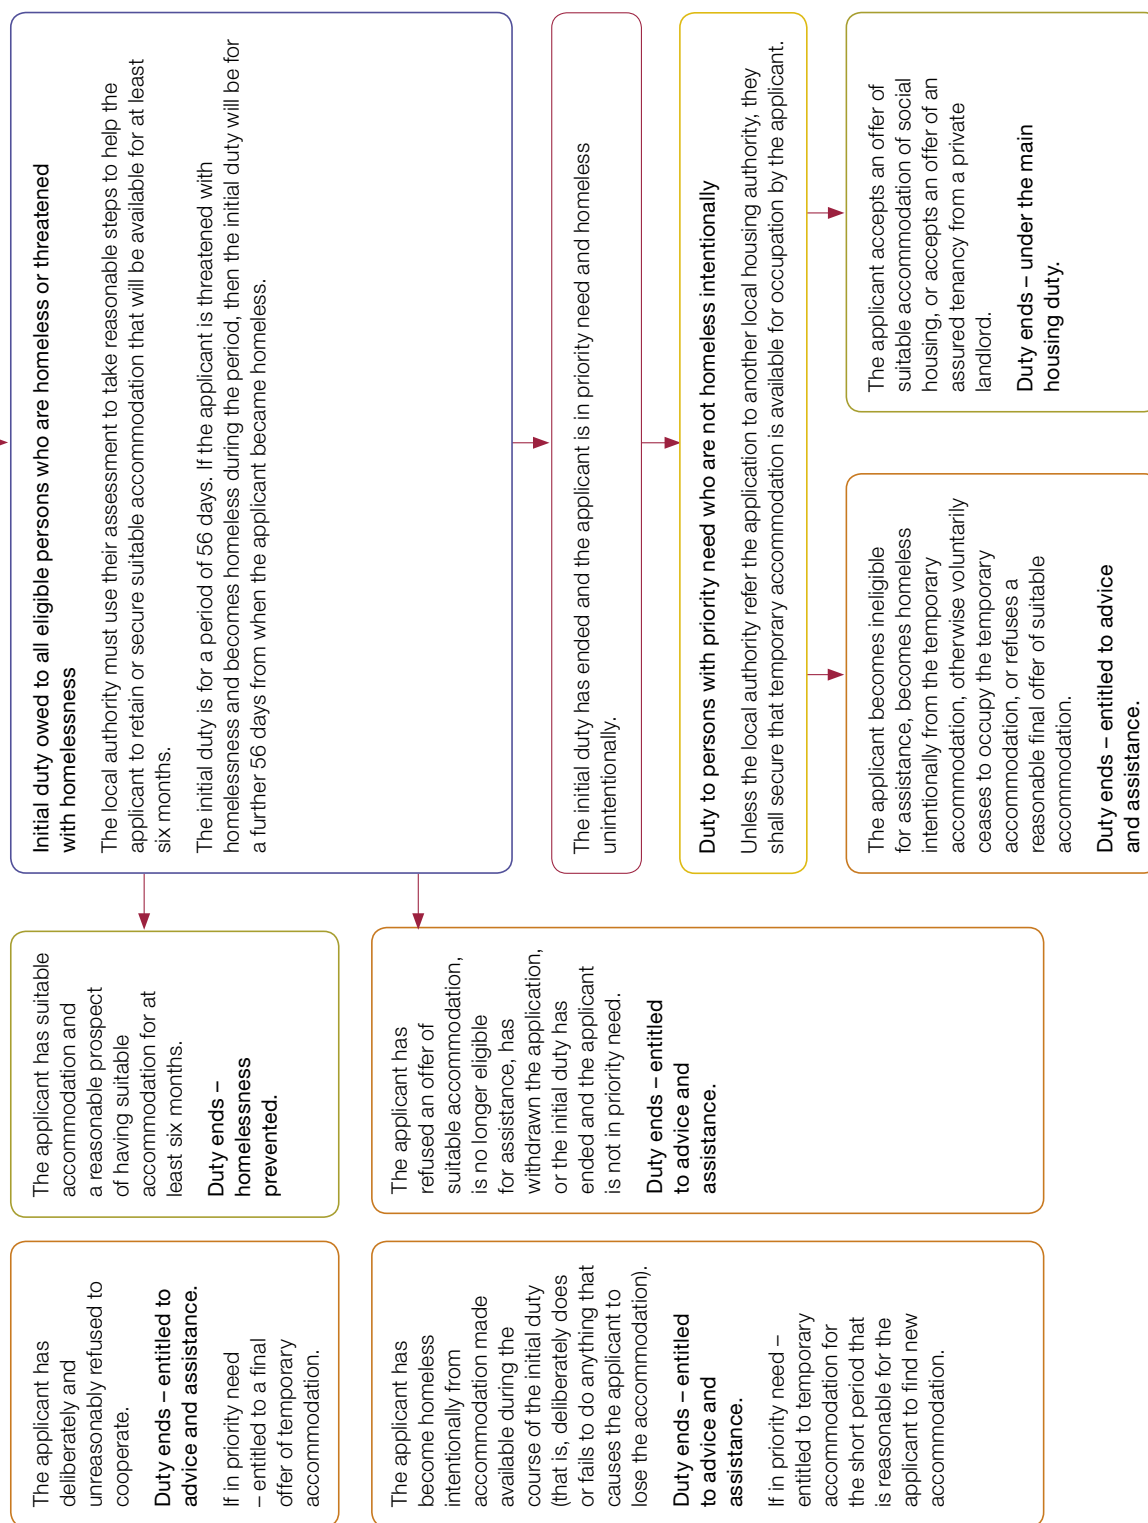 Initial duty owed to all eligible persons who are homeless or threatened
with homelessness
The local authority must use their assessment to take reasonable steps to help the
applicant to retain or secure suitable accommodation that will be available for at least
six months.
The initial duty is for a period of 56 days. If the applicant is threatened with
homelessness and becomes homeless during the period, then the initial duty will be for
a further 56 days from when the applicant became homeless.
The applicant has suitable
accommodation and
a reasonable prospect
of having suitable
accommodation for at
least six months.
Duty ends –
homelessness
prevented.
The applicant has
deliberately and
unreasonably refused to
cooperate.
Duty ends – entitled to
advice and assistance.
If in priority need
– entitled to a final
offer of temporary
accommodation.
The applicant has
refused an offer of
suitable accommodation,
is no longer eligible
for assistance, has
withdrawn the application,
or the initial duty has
ended and the applicant
is not in priority need.
Duty ends – entitled
to advice and
assistance.
The applicant has
become homeless
intentionally from
accommodation made
available during the
course of the initial duty
(that is, deliberately does
or fails to do anything that
causes the applicant to
lose the accommodation).
Duty ends – entitled
to advice and
assistance.
If in priority need –
entitled to temporary
accommodation for
the short period that
is reasonable for the
applicant to find new
accommodation.
The initial duty has ended and the applicant is in priority need and homeless
unintentionally.
Duty to persons with priority need who are not homeless intentionally
Unless the local authority refer the application to another local housing authority, they
shall secure that temporary accommodation is available for occupation by the applicant.
The applicant becomes ineligible
for assistance, becomes homeless
intentionally from the temporary
accommodation, otherwise voluntarily
ceases to occupy the temporary
accommodation, or refuses a
reasonable final offer of suitable
accommodation.
Duty ends – entitled to advice
and assistance.
The applicant accepts an offer of
suitable accommodation of social
housing, or accepts an offer of an
assured tenancy from a private
landlord.
Duty ends – under the main
housing duty.